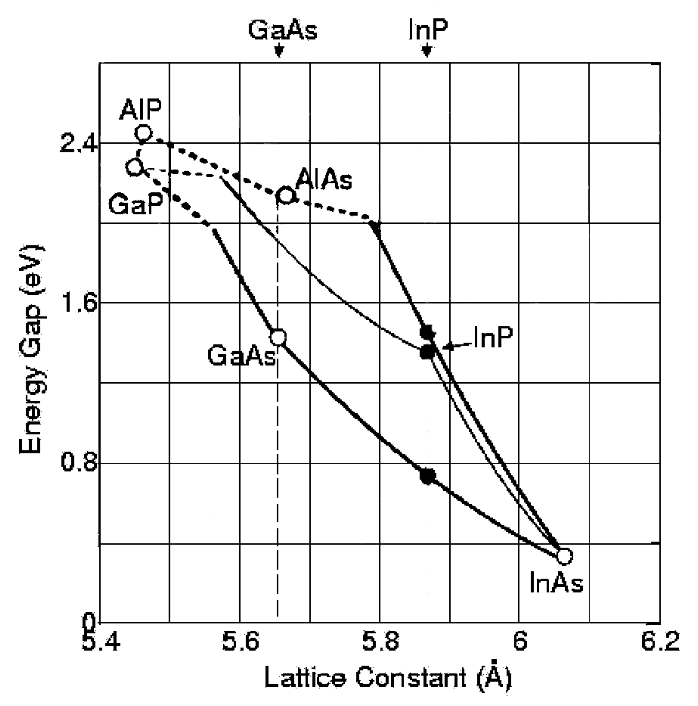 GaAs InP
AlP
2.4
AlAs
GaP
1.6
InP
GaAs
0.8
InAs
0
5.4 5.6 5.8 6 6.2
Energy Gap (eV)
Lattice Constant (Å)